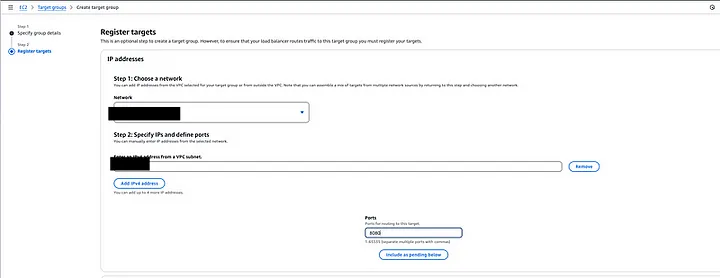 EC2 > Target groups > Create target group
Step 1
Specify group details
Step 2
Register targets
Register targets
This is an optional step to create a target group. However, to ensure that your load balancer routes traffic to this target group you must register your targets.
IP addresses
Step 1: Choose a network
You can add IP addresses from the VPC selected for your target group or from outside the VPC. Note that you can assemble a mix of targets from multiple network sources by returning to this step and choosing another network.
Network
Step 2: Specify IPs and define ports
You can manually enter IP addresses from the selected network.
Enter an IPv4 address from a VPC subnet.
Remove
Add IPv4 address
You can add up to 4 more IP addresses.
Ports
Ports for routing to this target.
8080
1-65535 (separate multiple ports with commas)
Include as pending below